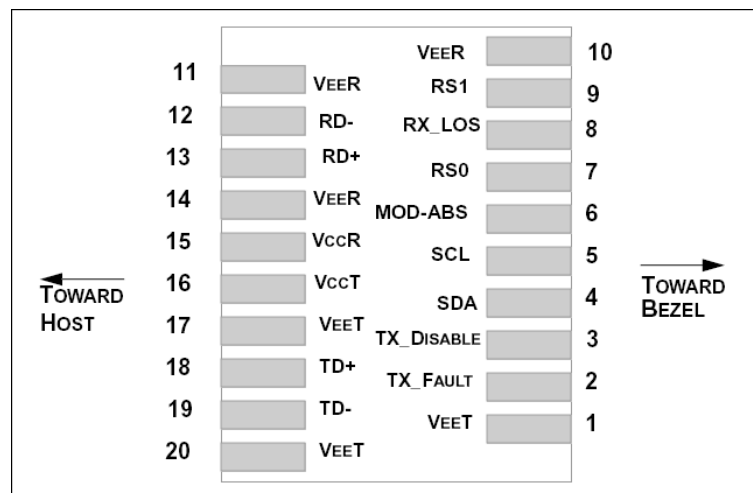 VEER 10
11 VEER RS1 9
12 RD- RX_LOS 8
13 RD+ RS0 7
14 VEER MOD-ABS 6
15 VCCR SCL 5
16 VCCT SDA 4
TOWARD HOST
TOWARD BEZEL
17 VEET TX_DISABLE 3
18 TD+ TX_FAULT 2
19 TD- VEET 1
20 VEET